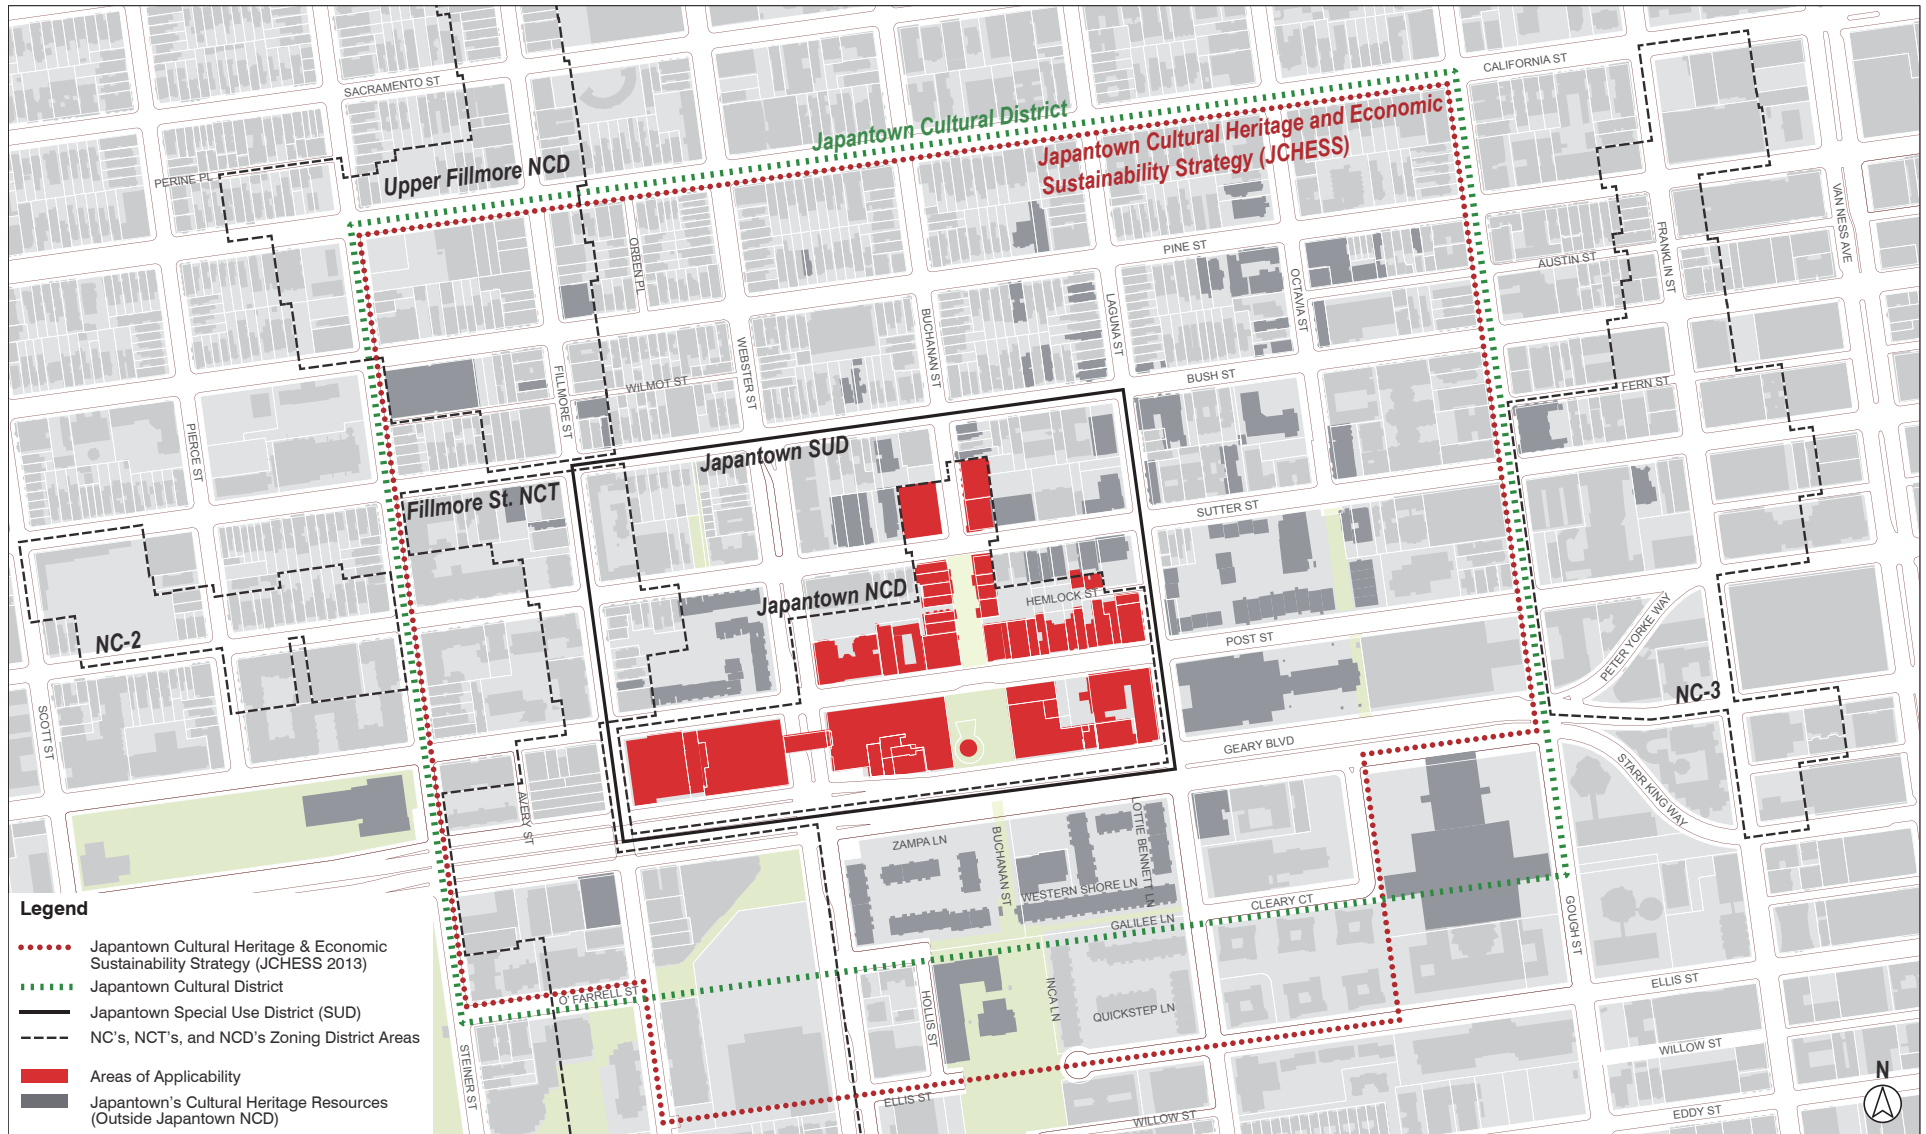 SACRAMENTO ST
CALIFORNIA ST
Japantown Cultural District
Japantown Cultural Heritage and Economic
Sustainability Strategy (JCHESS)
Upper Fillmore NCD
PERINE PL
ORBEN PL
PINE ST
AUSTIN ST
FRANKLIN ST
VAN NESS AVE
OCTAVIA ST
LAGUNA ST
BUCHANAN ST
WEBSTER ST
FILLMORE ST
WILMOT ST
BUSH ST
FERN ST
PIERCE ST
Japantown SUD
Fillmore St. NCT
SUTTER ST
Japantown NCD
HEMLOCK ST
POST ST
PETER YORKE WAY
NC-2
NC-3
SCOTT ST
GEARY BLVD
STARR KING WAY
AVERY ST
ZAMPA LN
BUCHANAN ST
LOTTIE BENNETT LN
WESTERN SHORE LN
GALILEE LN
CLEARY CT
GOUGH ST
O' FARRELL ST
HOLLIS ST
INCA LN
QUICKSTEP LN
ELLIS ST
WILLOW ST
STEINER ST
ELLIS ST
WILLOW ST
EDDY ST
N
Legend
Japantown Cultural Heritage & Economic
Sustainability Strategy (JCHESS 2013)
Japantown Cultural District
Japantown Special Use District (SUD)
NC's, NCT's, and NCD's Zoning District Areas
Areas of Applicability
Japantown's Cultural Heritage Resources
(Outside Japantown NCD)